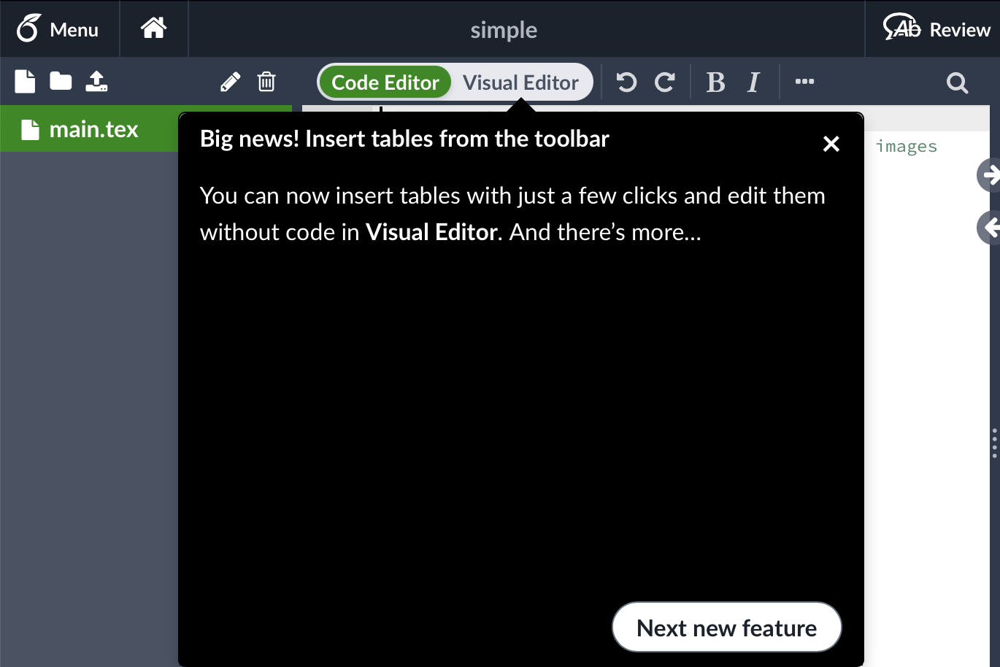 Menu
simple
Review
Code Editor
Visual Editor
B I
main.tex
Big news! Insert tables from the toolbar
images
You can now insert tables with just a few clicks and edit them
without code in Visual Editor. And there’s more...
Next new feature